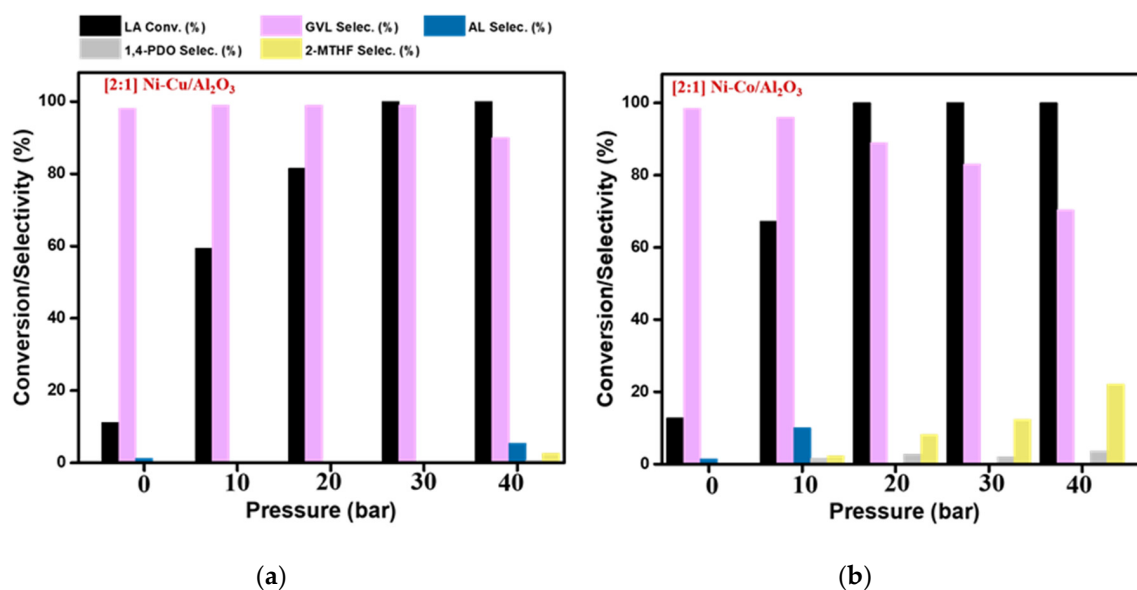 LA Conv. (%) GVL Selec. (%) AL Selec. (%)
1,4-PDO Selec. (%) 2-MTHF Selec. (%)
[2:1] Ni-Cu/Al₂O₃
Conversion/Selectivity (%)
100
80
60
40
20
0
0 10 20 30 40
Pressure (bar)
(a)
[2:1] Ni-Co/Al₂O₃
Conversion/Selectivity (%)
100
80
60
40
20
0
0 10 20 30 40
Pressure (bar)
(b)